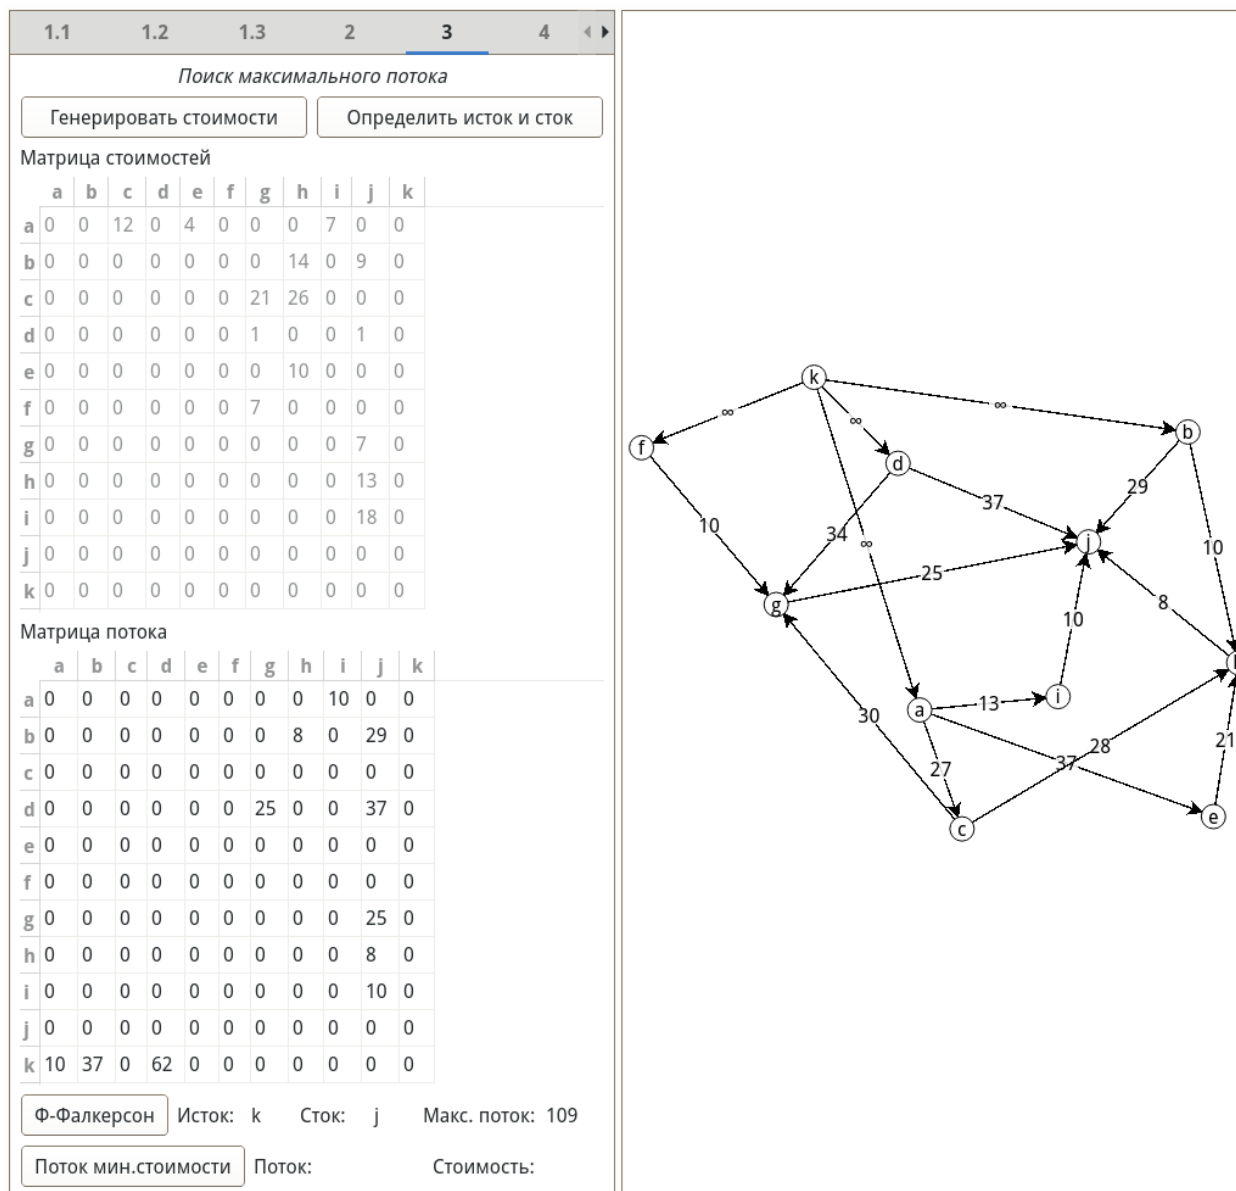 1.1 1.2 1.3 2 3 4
Поиск максимального потока
Генерировать стоимости Определить исток и сток
Матрица стоимостей
a b c d e f g h i j k
a 0 0 12 0 4 0 0 0 7 0 0
b 0 0 0 0 0 0 0 14 0 9 0
c 0 0 0 0 0 0 21 26 0 0 0
d 0 0 0 0 0 0 1 0 0 1 0
e 0 0 0 0 0 0 0 10 0 0 0
f 0 0 0 0 0 0 7 0 0 0 0
g 0 0 0 0 0 0 0 0 0 7 0
h 0 0 0 0 0 0 0 0 0 13 0
i 0 0 0 0 0 0 0 0 0 18 0
j 0 0 0 0 0 0 0 0 0 0 0
k 0 0 0 0 0 0 0 0 0 0 0
Матрица потока
a b c d e f g h i j k
a 0 0 0 0 0 0 0 0 10 0 0
b 0 0 0 0 0 0 0 8 0 29 0
c 0 0 0 0 0 0 0 0 0 0 0
d 0 0 0 0 0 0 25 0 0 37 0
e 0 0 0 0 0 0 0 0 0 0 0
f 0 0 0 0 0 0 0 0 0 0 0
g 0 0 0 0 0 0 0 0 0 25 0
h 0 0 0 0 0 0 0 0 0 8 0
i 0 0 0 0 0 0 0 0 0 10 0
j 0 0 0 0 0 0 0 0 0 0 0
k 10 37 0 62 0 0 0 0 0 0 0
Ф-Фалкерсон Исток: k Сток: j Макс. поток: 109
Поток мин.стоимости Поток: Стоимость:
k
∞
∞
∞
b
f
d
29
37
10
34
∞
j
10
25
8
g
10
i
13
a
30
28
21
37
27
e
c